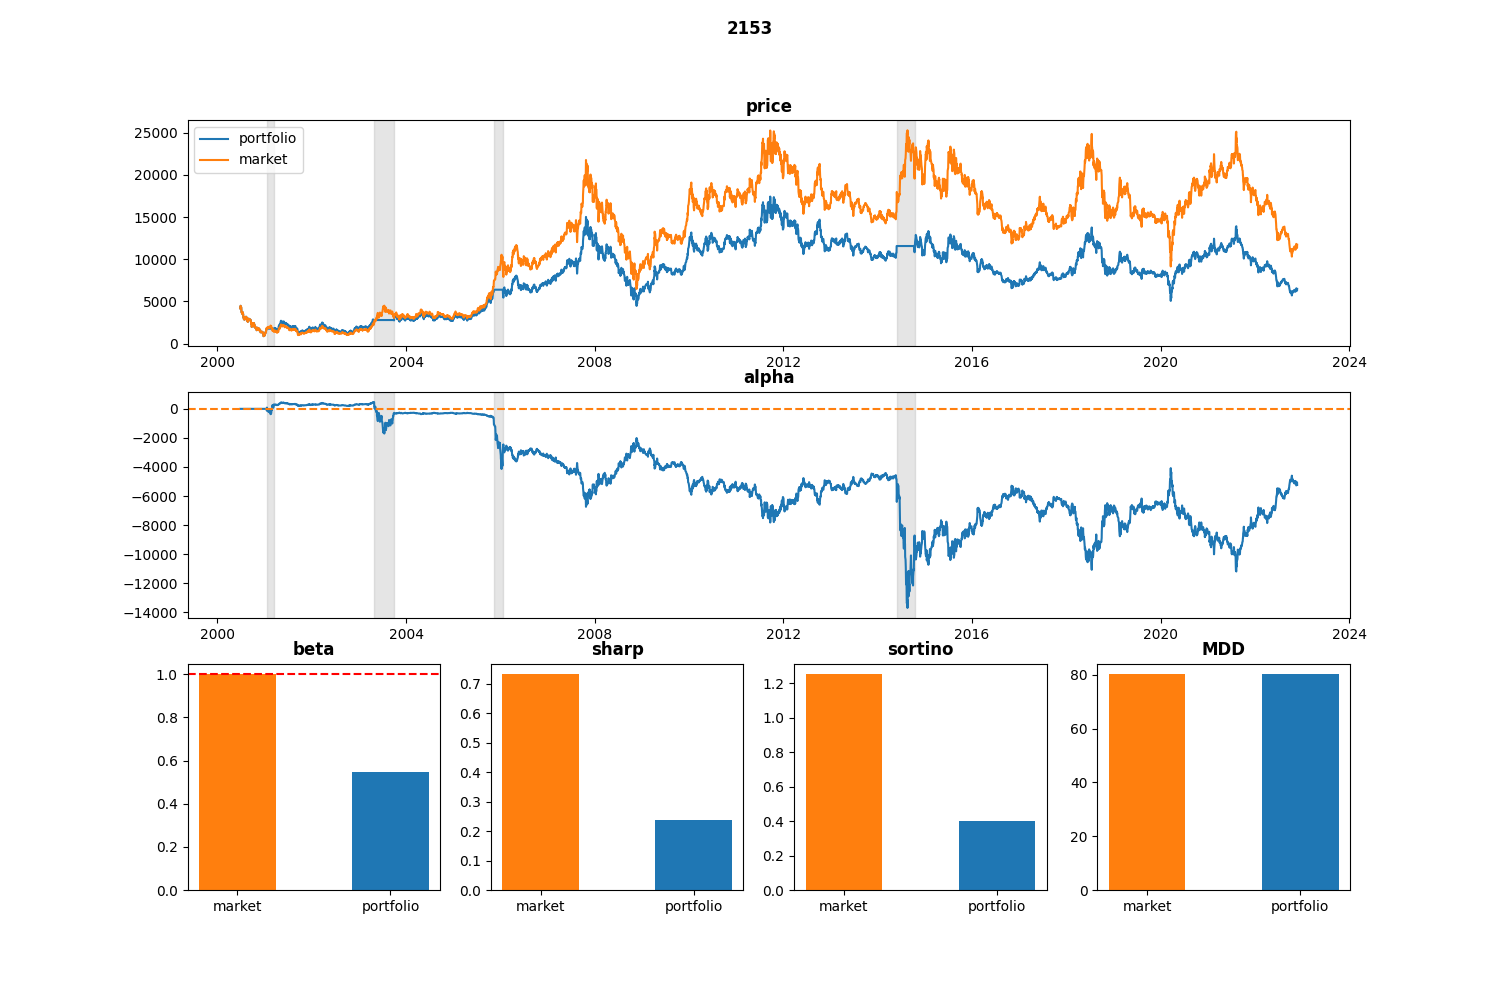 2153
price
portfolio
market
25000
20000
15000
10000
5000
0
2000 2004 2008 2012 2016 2020 2024
alpha
0
−2000
−4000
−6000
−8000
−10000
−12000
−14000
2000 2004 2008 2012 2016 2020 2024
beta
1.0
0.8
0.6
0.4
0.2
0.0
market portfolio
sharp
0.7
0.6
0.5
0.4
0.3
0.2
0.1
0.0
market portfolio
sortino
1.2
1.0
0.8
0.6
0.4
0.2
0.0
market portfolio
MDD
80
60
40
20
0
market portfolio